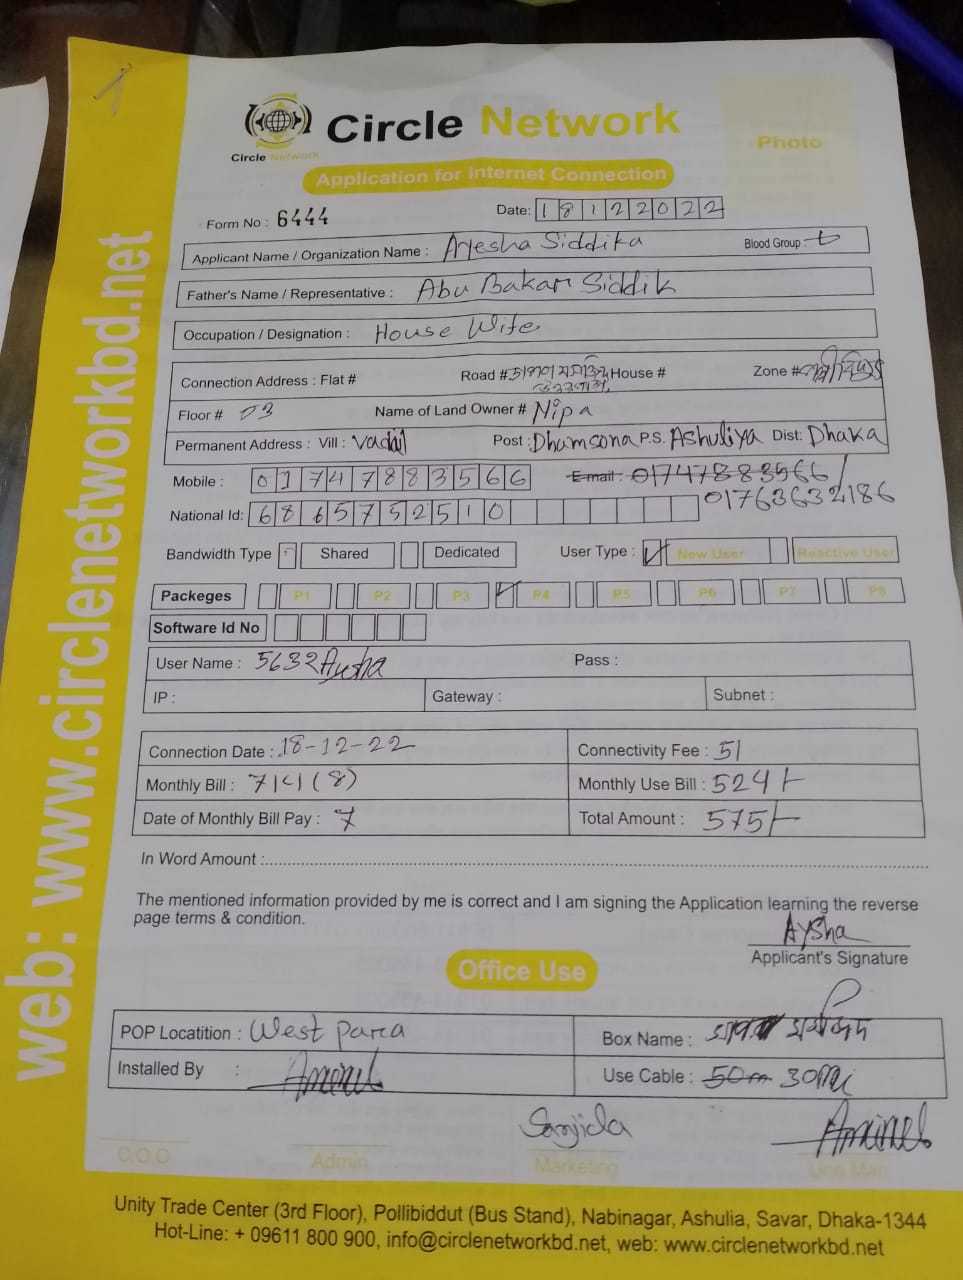 Circle Network
Circle Network
Photo
Application for Internet Connection
Form No : 6444
Date: 18122022
Applicant Name / Organization Name : Ayesha Siddika Blood Group :
Father's Name / Representative : Abu Bakar Siddik
Occupation / Designation : House Wife
Connection Address : Flat # Road # House # Zone #
Floor # 03 Name of Land Owner # Nipa
Permanent Address : Vill : Vadail Post : Dhamsona P.S. Ashuliya Dist: Dhaka
Mobile : 01747883566 E-mail: 01747883566/
01763632186
National Id: 6865752510
Bandwidth Type Shared Dedicated User Type : New User Reactive User
Packeges P1 P2 P3 P4 P5 P6 P7 P8
Software Id No
User Name : 5632 Pass :
IP : Gateway : Subnet :
Connection Date : 18-12-22 Connectivity Fee : 51
Monthly Bill : Monthly Use Bill : 524/-
Date of Monthly Bill Pay : 7 Total Amount : 575/-
In Word Amount :
The mentioned information provided by me is correct and I am signing the Application learning the reverse
page terms & condition.
Aysha
Applicant's Signature
Office Use
POP Locatition : West para Box Name :
Installed By : Use Cable : 50m 30m
Sanjida
C.O.O Admin Marketing Line Man
Unity Trade Center (3rd Floor), Pollibiddut (Bus Stand), Nabinagar, Ashulia, Savar, Dhaka-1344
Hot-Line: + 09611 800 900, info@circlenetworkbd.net, web: www.circlenetworkbd.net
web: www.circlenetworkbd.net